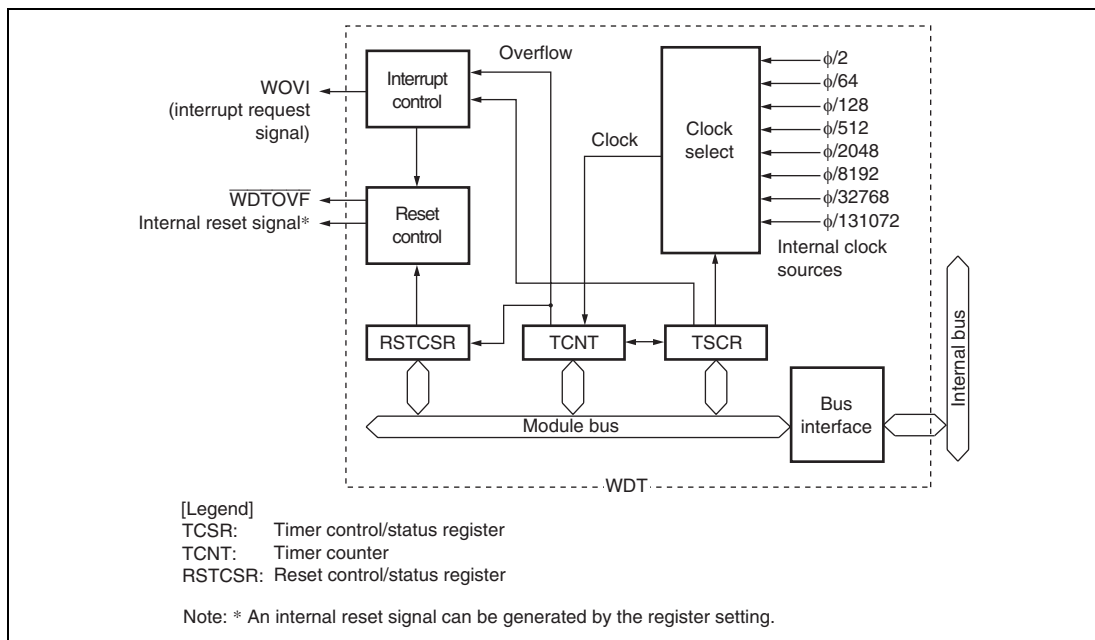 Overflow
Interrupt
control
WOVI
(interrupt request
signal)
Clock
Clock
select
ϕ/2
ϕ/64
ϕ/128
ϕ/512
ϕ/2048
ϕ/8192
ϕ/32768
ϕ/131072
Internal clock
sources
WDTOVF
Internal reset signal*
Reset
control
RSTCSR
TCNT
TSCR
Module bus
Bus
interface
Internal bus
WDT
[Legend]
TCSR: Timer control/status register
TCNT: Timer counter
RSTCSR: Reset control/status register
Note: * An internal reset signal can be generated by the register setting.